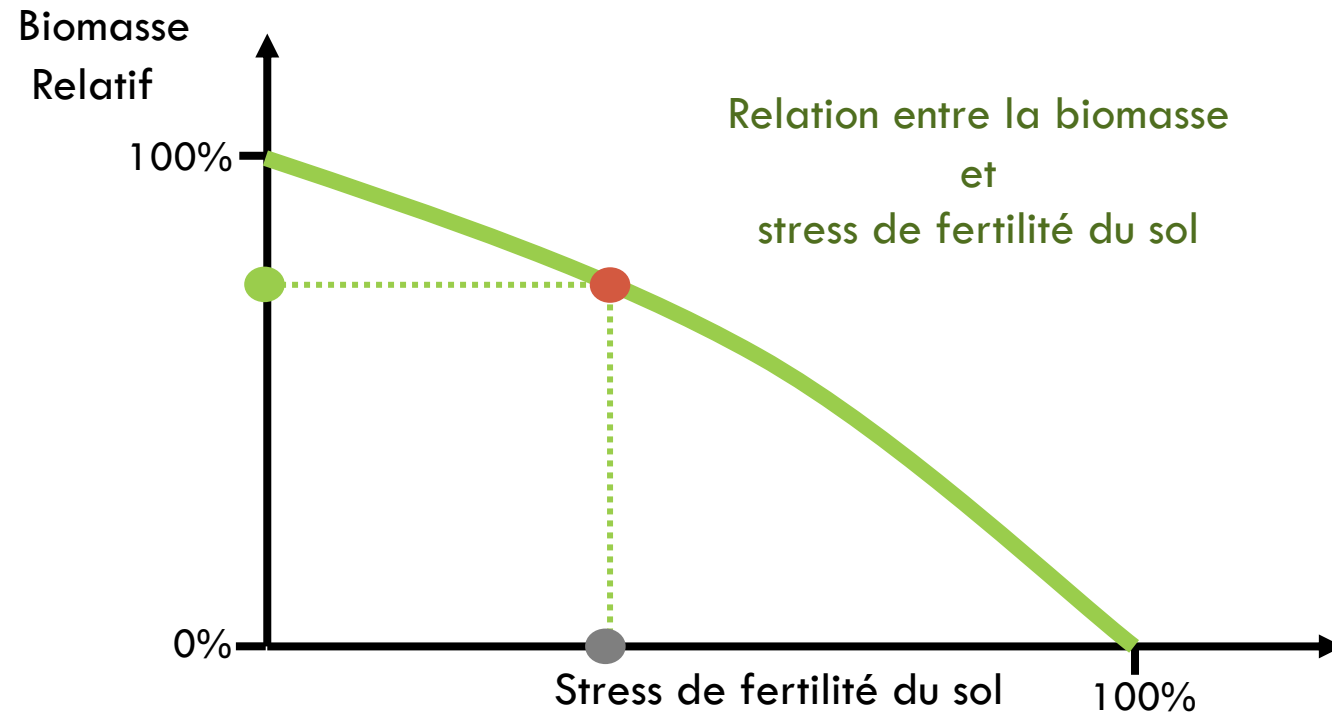 Biomasse
Relatif
Relation entre la biomasse
et
stress de fertilité du sol
100%
0%
Stress de fertilité du sol
100%